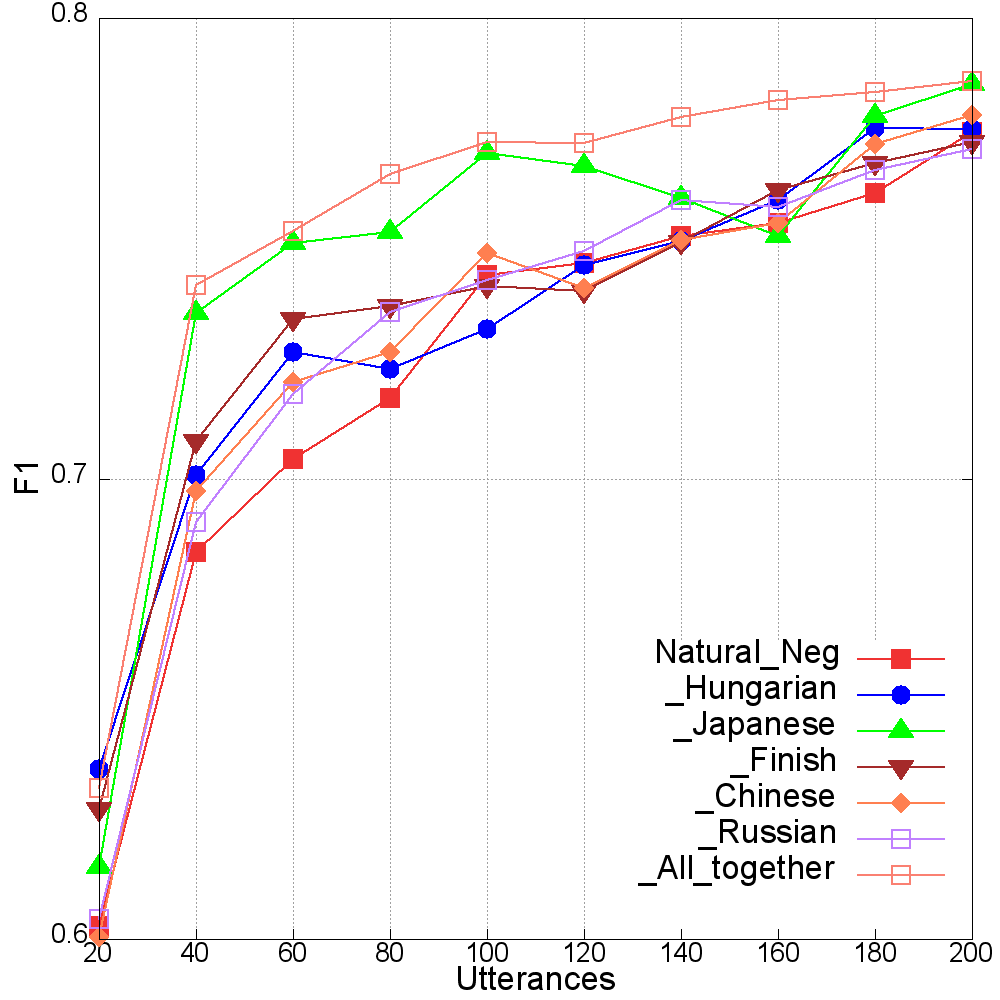 0.8
0.7
0.6
F1
20 40 60 80 100 120 140 160 180 200
Utterances
Natural_Neg
_Hungarian
_Japanese
_Finish
_Chinese
_Russian
_All_together